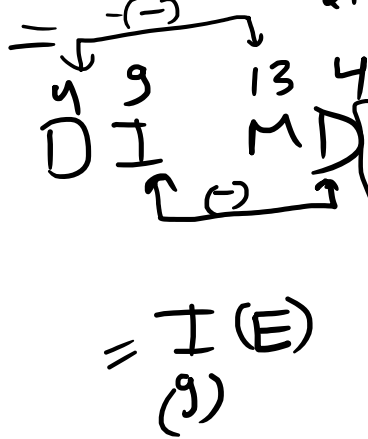 -(-)
=
4 9 13 4
D I M D
(-)
= I (E)
(9)